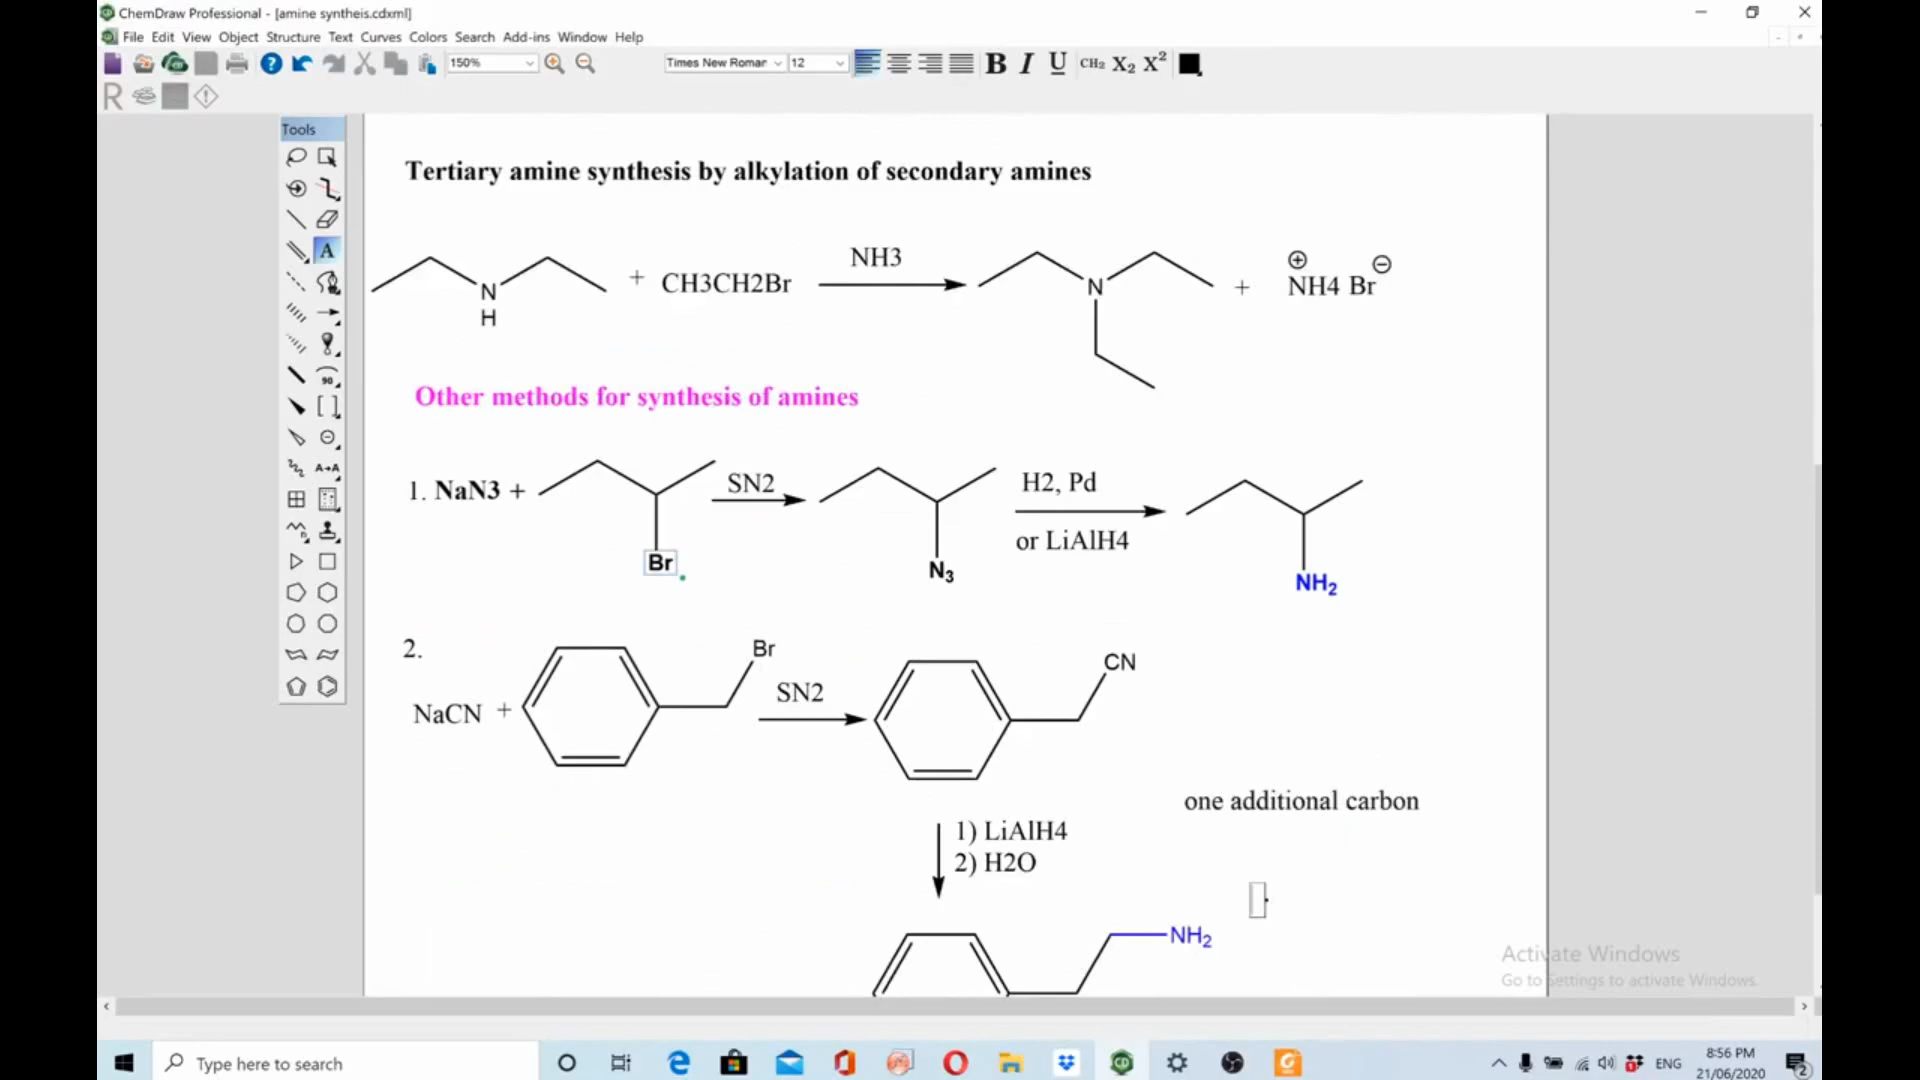 ChemDraw Professional - [amine syntheis.cdxml]
File Edit View Object Structure Text Curves Colors Search Add-ins Window Help
150% Times New Roman 12 B I U CH2 X2 X2
Tools
A
90
Tertiary amine synthesis by alkylation of secondary amines
N
H
+ CH3CH2Br
NH3
N
+
⊕ ⊖
NH4 Br
Other methods for synthesis of amines
1. NaN3 +
Br
SN2
N3
H2, Pd
or LiAlH4
NH2
2.
NaCN +
Br
SN2
CN
one additional carbon
1) LiAlH4
2) H2O
NH2
Activate Windows
Go to Settings to activate Windows.
Type here to search
ENG
8:56 PM
21/06/2020
2